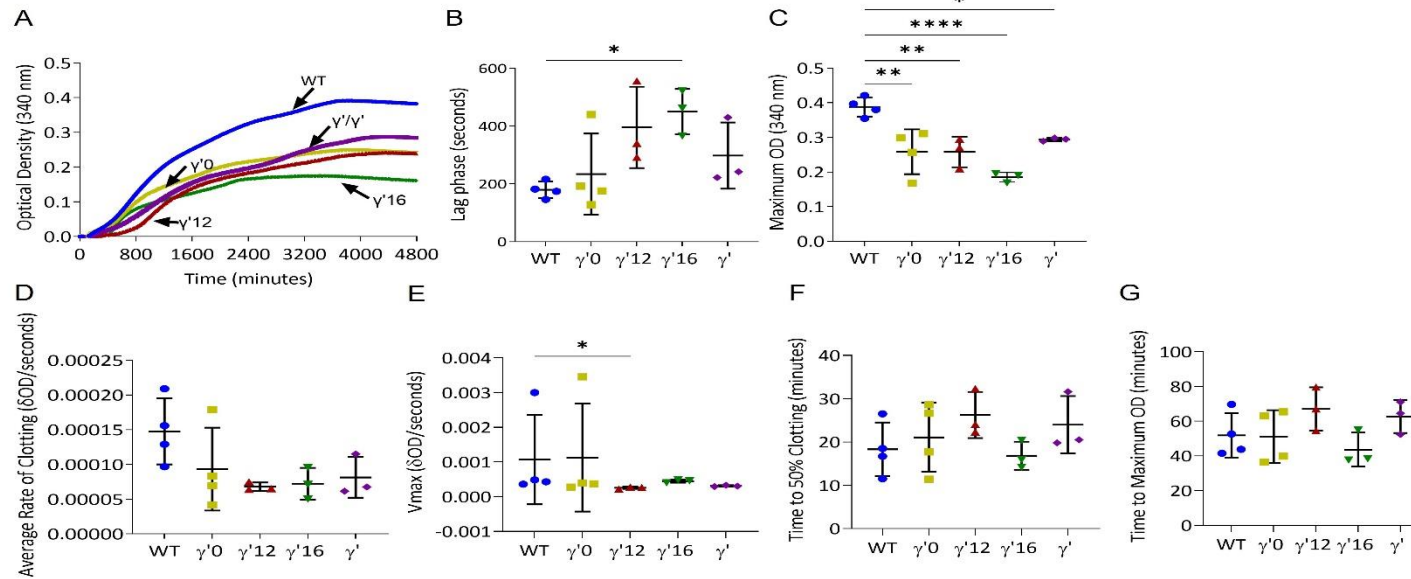 A
Optical Density (340 nm)
0.5
0.4
0.3
0.2
0.1
0.0
WT
γ'/γ'
γ'0
γ'16
γ'12
0 800 1600 2400 3200 4000 4800
Time (minutes)
B
Lag phase (seconds)
600
400
200
0
*
WT γ'0 γ'12 γ'16 γ'
C
Maximum OD (340 nm)
0.5
0.4
0.3
0.2
0.1
0.0
*
****
**
**
WT γ'0 γ'12 γ'16 γ'
D
Average Rate of Clotting (δOD/seconds)
0.00025
0.00020
0.00015
0.00010
0.00005
0.00000
WT γ'0 γ'12 γ'16 γ'
E
Vmax (δOD/seconds)
0.004
0.003
0.002
0.001
0.000
-0.001
*
WT γ'0 γ'12 γ'16 γ'
F
Time to 50% Clotting (minutes)
40
30
20
10
0
WT γ'0 γ'12 γ'16 γ'
G
Time to Maximum OD (minutes)
100
80
60
40
20
0
WT γ'0 γ'12 γ'16 γ'